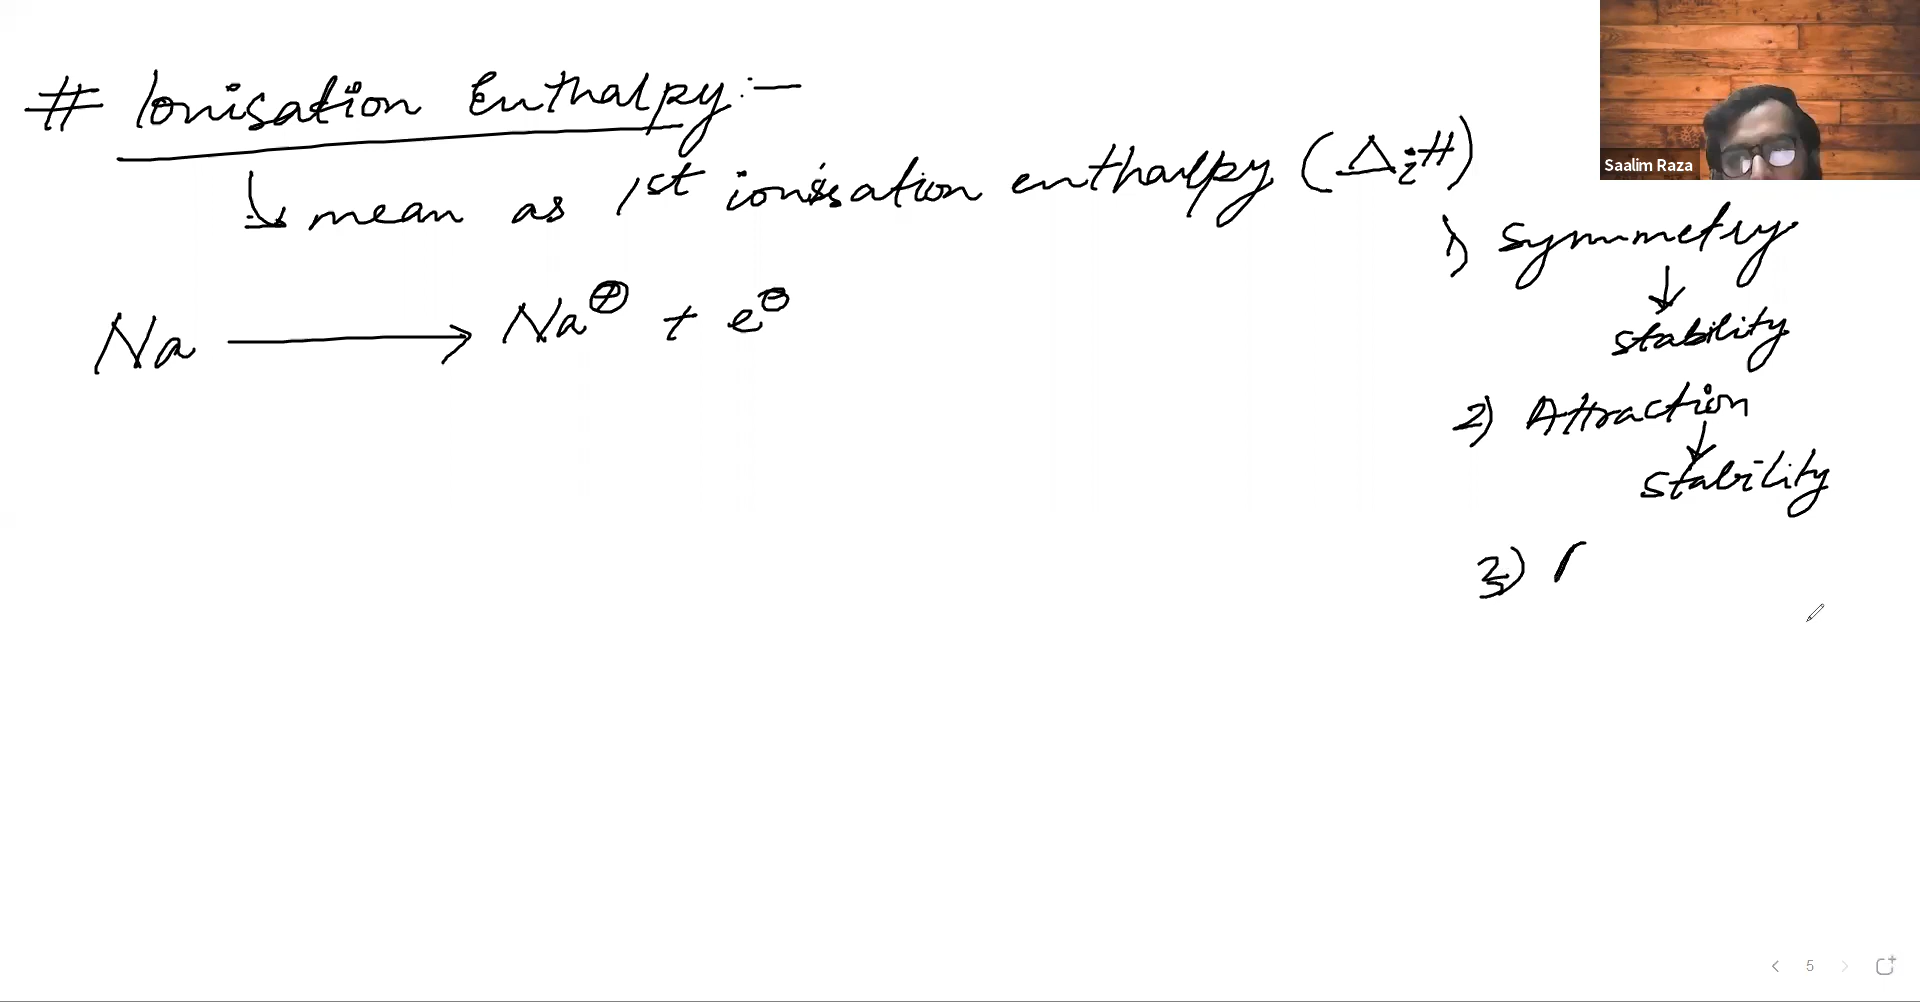 # Ionisation Enthalpy:-
mean as 1st ionisation enthalpy (ΔiH)
Na ⟶ Na⊕ + e⊖
1) Symmetry
↓
stability
2) Attraction
↓
stability
3)
Saalim Raza
5